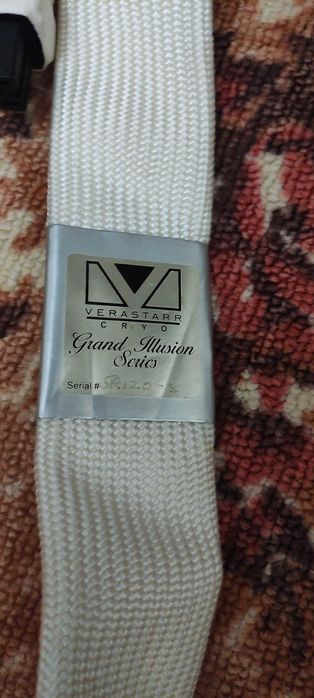 VERASTARR
CRYO
Grand Illusion
Series
Serial #